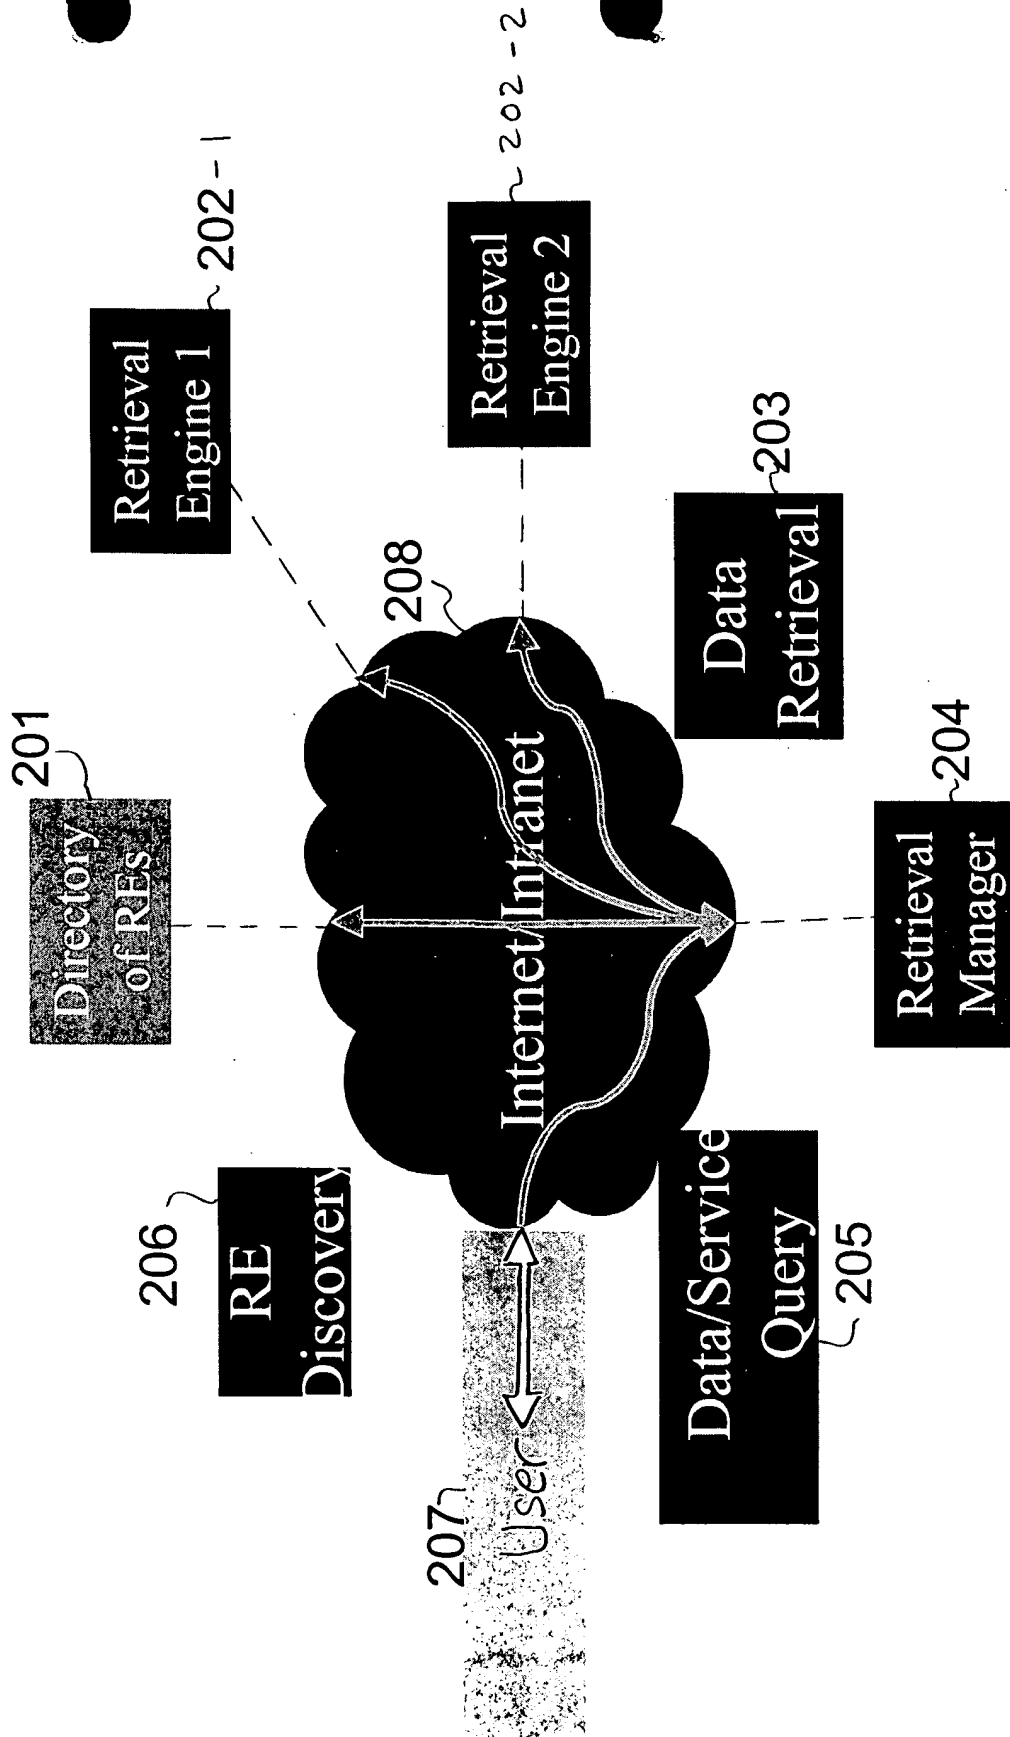 201
Directory
of REs
202-1
Retrieval
Engine 1
206
RE
Discovery
208
202-2
Retrieval
Engine 2
207
User
Internet/Intranet
Data/Service
Query
205
Data
Retrieval
203
Retrieval
Manager
204